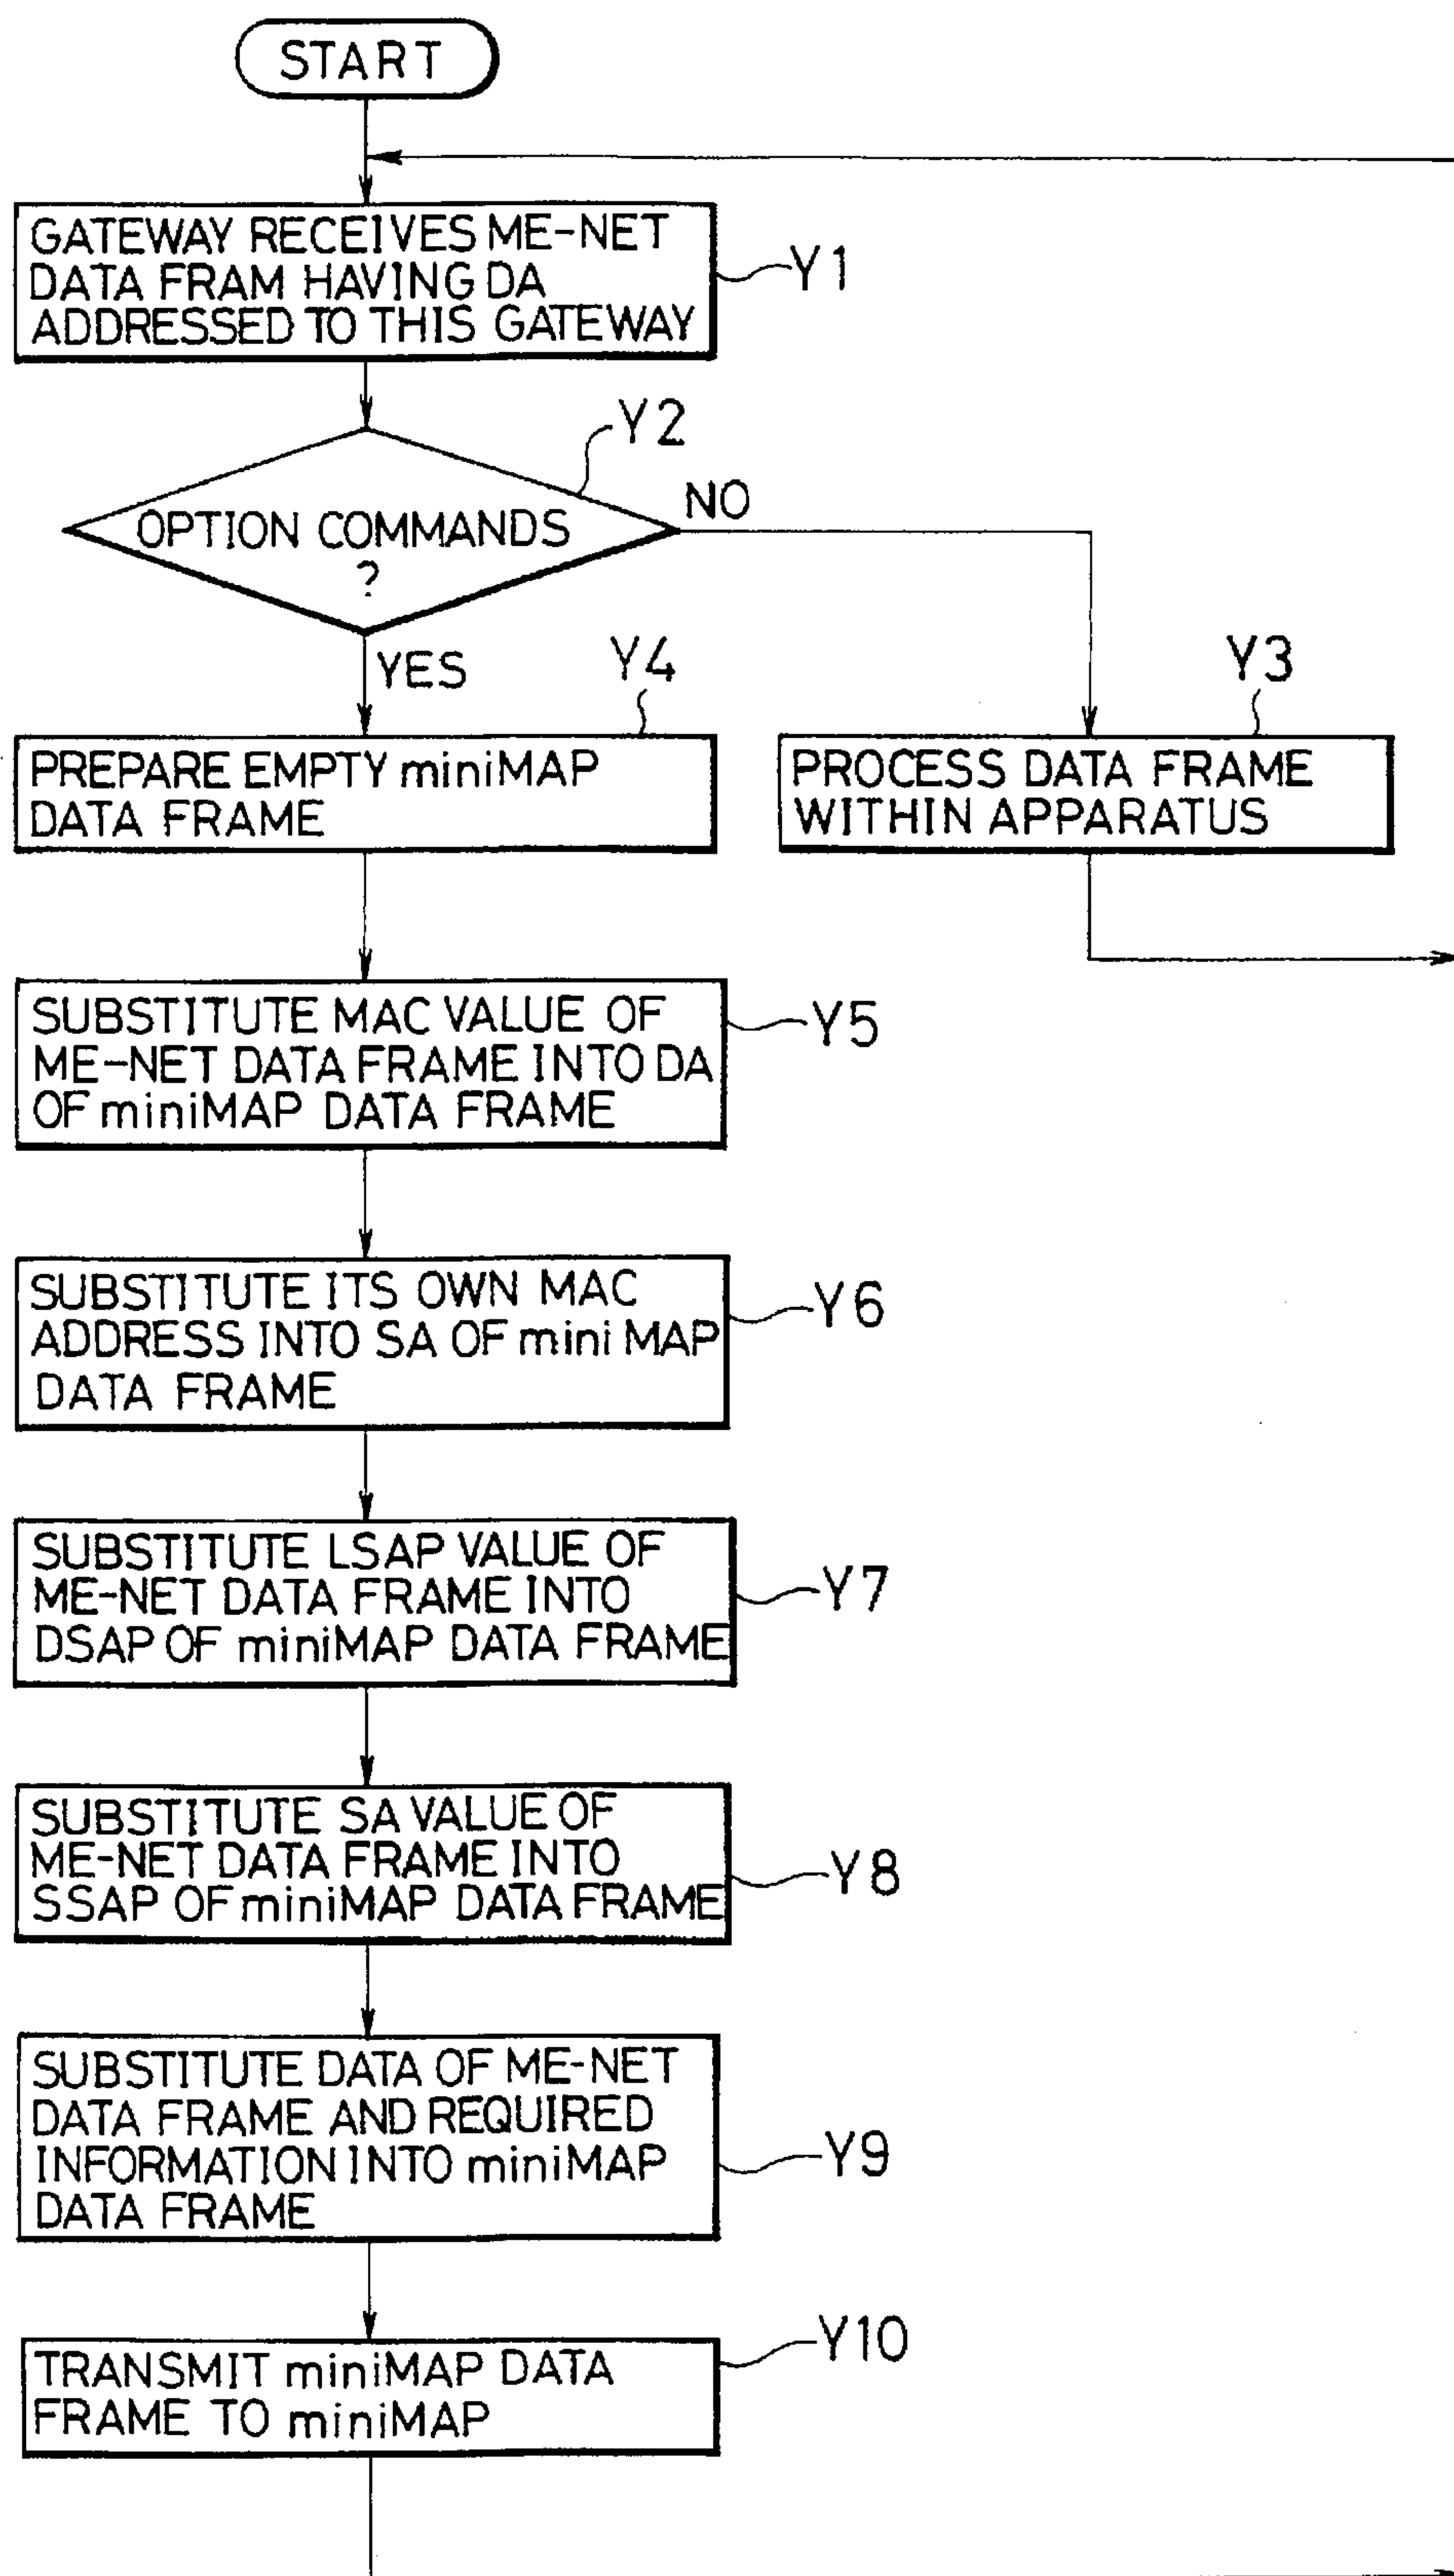 START
GATEWAY RECEIVES ME-NET
DATA FRAM HAVING DA
ADDRESSED TO THIS GATEWAY
Y1
Y2
OPTION COMMANDS
?
NO
YES
Y4
PREPARE EMPTY miniMAP
DATA FRAME
Y3
PROCESS DATA FRAME
WITHIN APPARATUS
SUBSTITUTE MAC VALUE OF
ME-NET DATA FRAME INTO DA
OF miniMAP DATA FRAME
Y5
SUBSTITUTE ITS OWN MAC
ADDRESS INTO SA OF mini MAP
DATA FRAME
Y6
SUBSTITUTE LSAP VALUE OF
ME-NET DATA FRAME INTO
DSAP OF miniMAP DATA FRAME
Y7
SUBSTITUTE SA VALUE OF
ME-NET DATA FRAME INTO
SSAP OF miniMAP DATA FRAME
Y8
SUBSTITUTE DATA OF ME-NET
DATA FRAME AND REQUIRED
INFORMATION INTO miniMAP
DATA FRAME
Y9
TRANSMIT miniMAP DATA
FRAME TO miniMAP
Y10